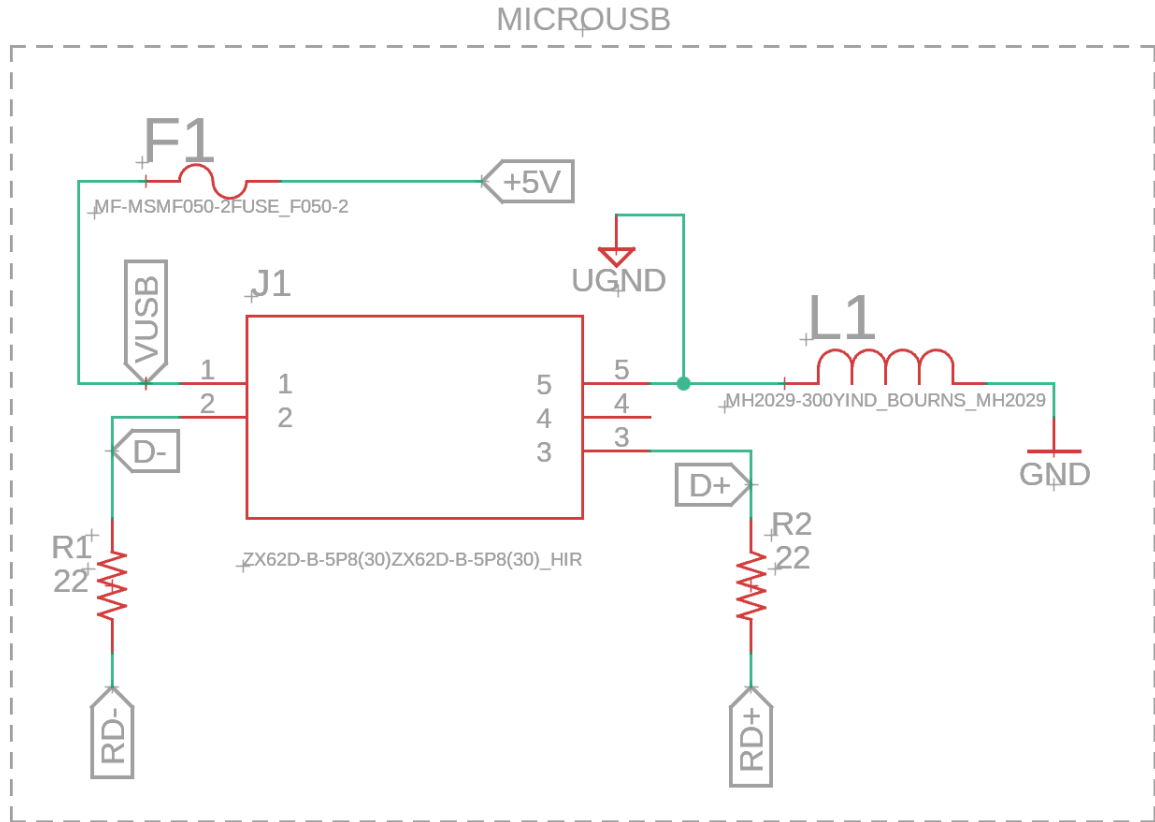 MICROUSB
F1
+5V
MF-MSMF050-2FUSE_F050-2
UGND
J1
L1
VUSB
1
1
2
2
5
5
4
4
3
3
MH2029-300YIND_BOURNS_MH2029
GND
D-
D+
R1
22
R2
22
ZX62D-B-5P8(30)ZX62D-B-5P8(30)_HIR
RD-
RD+